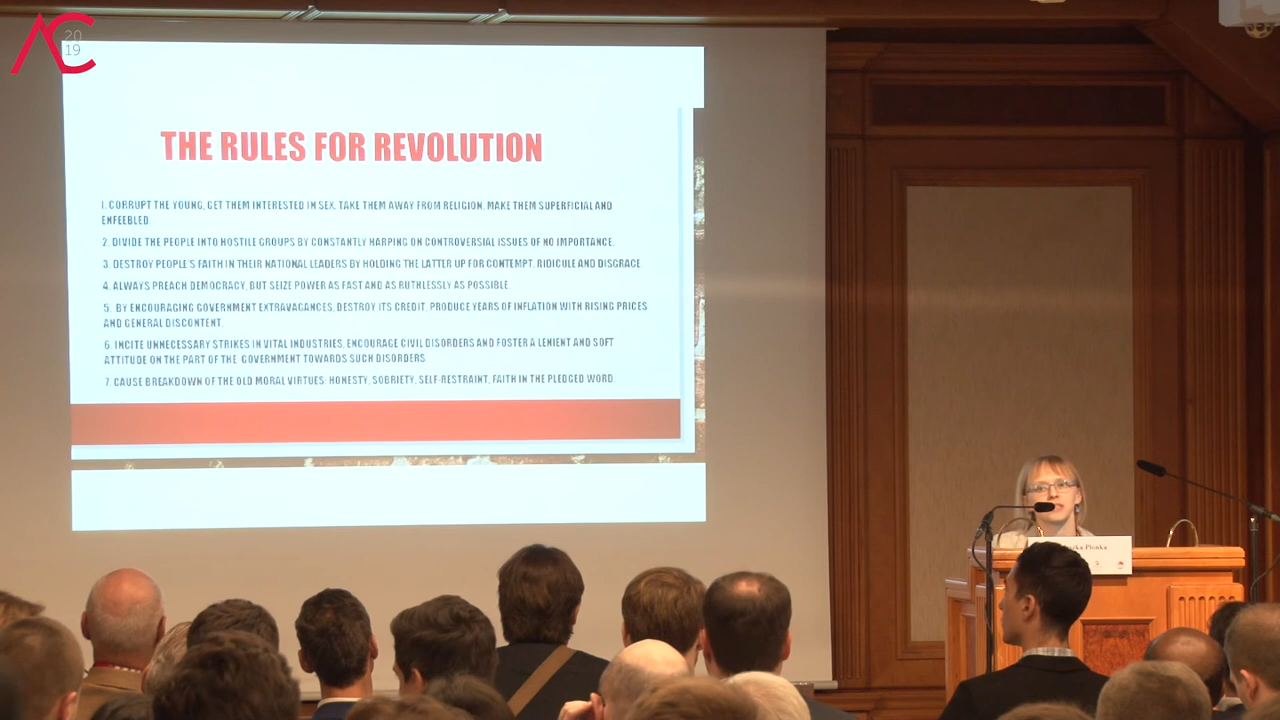 AC
20
19
THE RULES FOR REVOLUTION
1. CORRUPT THE YOUNG, GET THEM INTERESTED IN SEX, TAKE THEM AWAY FROM RELIGION. MAKE THEM SUPERFICIAL AND
ENFEEBLED.
2. DIVIDE THE PEOPLE INTO HOSTILE GROUPS BY CONSTANTLY HARPING ON CONTROVERSIAL ISSUES OF NO IMPORTANCE.
3. DESTROY PEOPLE'S FAITH IN THEIR NATIONAL LEADERS BY HOLDING THE LATTER UP FOR CONTEMPT, RIDICULE AND DISGRACE.
4. ALWAYS PREACH DEMOCRACY, BUT SEIZE POWER AS FAST AND AS RUTHLESSLY AS POSSIBLE.
5. BY ENCOURAGING GOVERNMENT EXTRAVAGANCES, DESTROY ITS CREDIT, PRODUCE YEARS OF INFLATION WITH RISING PRICES
AND GENERAL DISCONTENT.
6. INCITE UNNECESSARY STRIKES IN VITAL INDUSTRIES, ENCOURAGE CIVIL DISORDERS AND FOSTER A LENIENT AND SOFT
ATTITUDE ON THE PART OF THE GOVERNMENT TOWARDS SUCH DISORDERS.
7. CAUSE BREAKDOWN OF THE OLD MORAL VIRTUES: HONESTY, SOBRIETY, SELF-RESTRAINT, FAITH IN THE PLEDGED WORD.